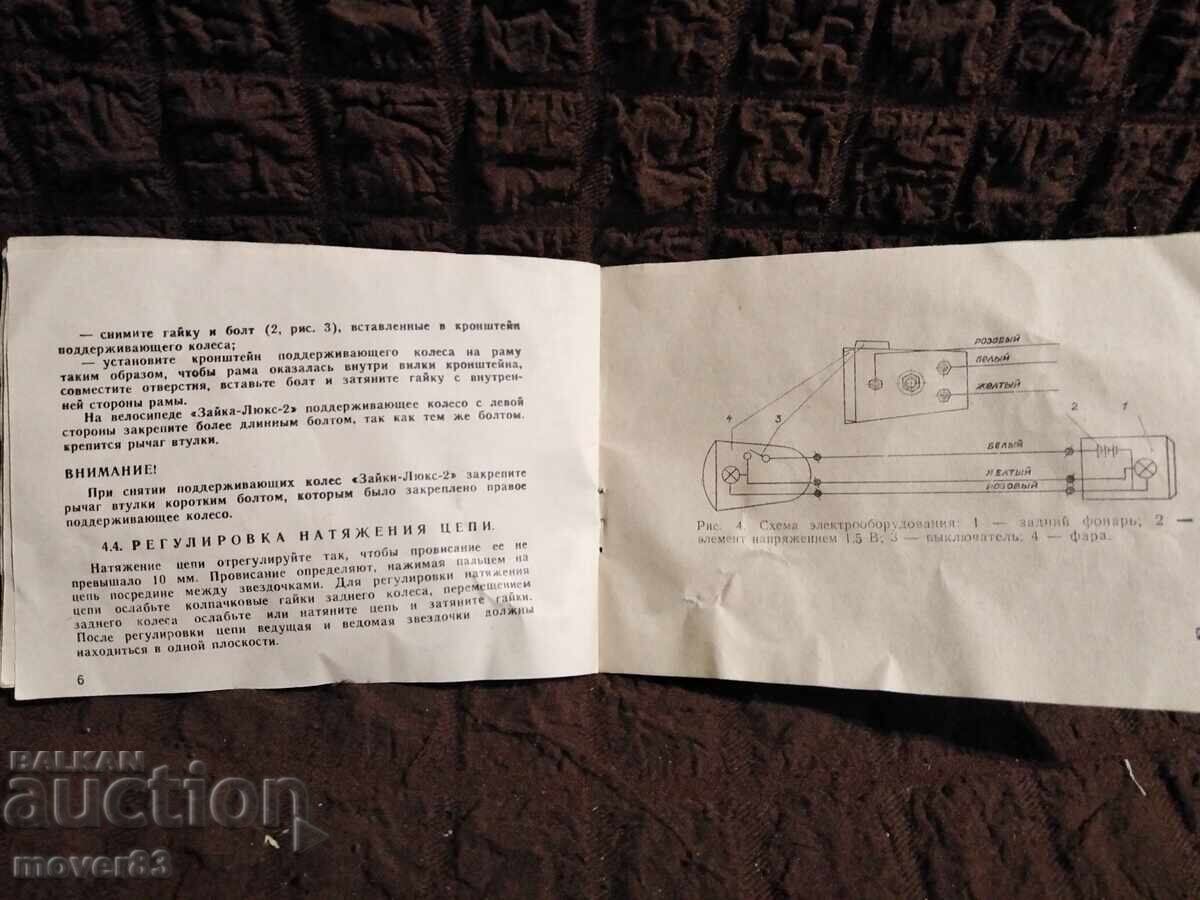 — снимите гайку и болт (2, рис. 3), вставленные в кронштейн
поддерживающего колеса;
— установите кронштейн поддерживающего колеса на раму
таким образом, чтобы рама оказалась внутри вилки кронштейна,
совместите отверстия, вставьте болт и затяните гайку с внутрен-
ней стороны рамы.
На велосипеде «Зайка-Люкс-2» поддерживающее колесо с левой
стороны закрепите более длинным болтом, так как тем же болтом.
крепится рычаг втулки.
ВНИМАНИЕ!
При снятии поддерживающих колес «Зайки-Люкс-2» закрепите
рычаг втулки коротким болтом, которым было закреплено правое
поддерживающее колесо.
4.4. РЕГУЛИРОВКА НАТЯЖЕНИЯ ЦЕПИ.
Натяжение цепи отрегулируйте так, чтобы провисание ее не
превышало 10 мм. Провисание определяют, нажимая пальцем на
цепь посредине между звездочками. Для регулировки натяжения
цепи ослабьте колпачковые гайки заднего колеса, перемещением
заднего колеса ослабьте или натяните цепь и затяните гайки.
После регулировки цепи ведущая и ведомая звездочки должны
находиться в одной плоскости.
6
РОЗОВЫЙ
БЕЛЫЙ
ЖЕЛТЫЙ
4
3
2
1
БЕЛЫЙ
ЖЕЛТЫЙ
РОЗОВЫЙ
Рис. 4. Схема электрооборудования: 1 — задний фонарь; 2 —
элемент напряжением 1.5 В; 3 — выключатель; 4 — фара.
BALKAN
auction
mover83